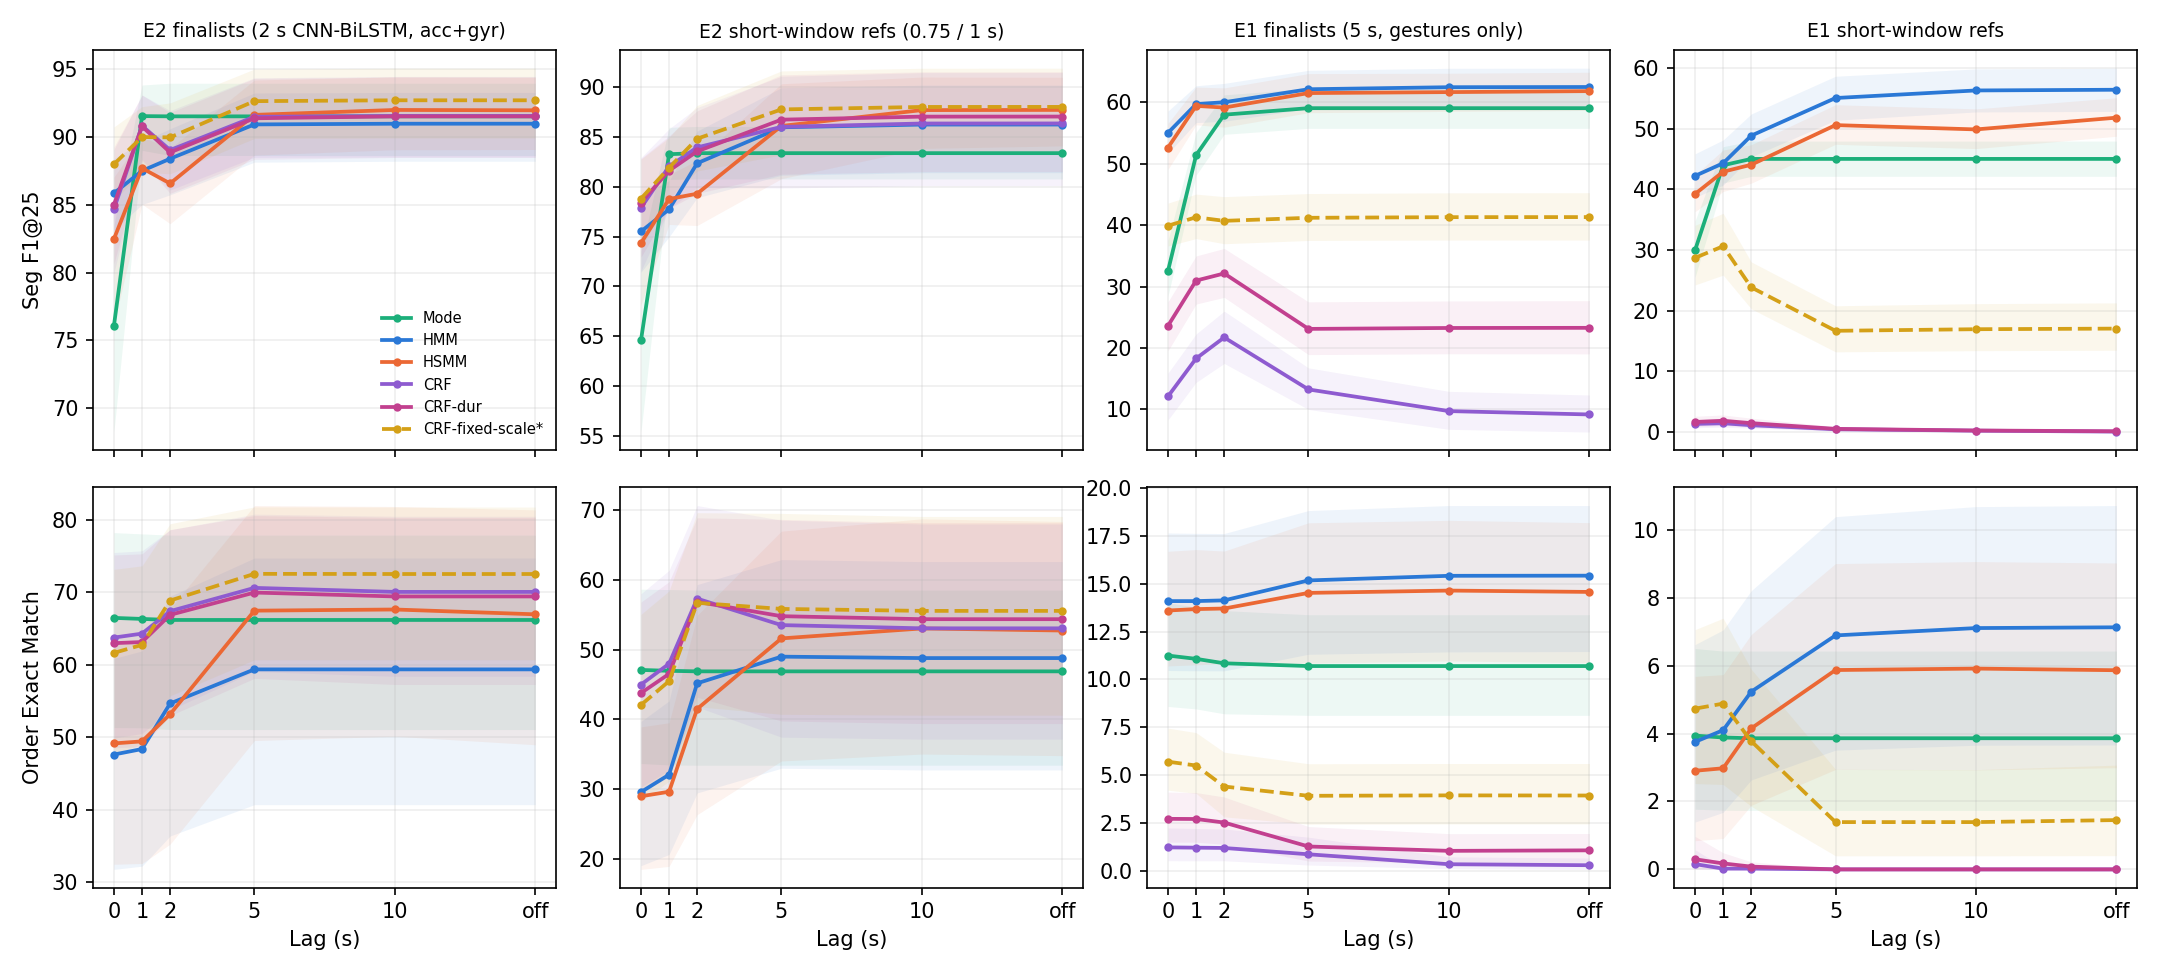 E2 finalists (2 s CNN-BiLSTM, acc+gyr)
E2 short-window refs (0.75 / 1 s)
E1 finalists (5 s, gestures only)
E1 short-window refs
Seg F1@25
95
90
85
80
75
70
Mode
HMM
HSMM
CRF
CRF-dur
CRF-fixed-scale*
90
85
80
75
70
65
60
55
60
50
40
30
20
10
60
50
40
30
20
10
0
Order Exact Match
80
70
60
50
40
30
0 1 2 5 10 off
Lag (s)
70
60
50
40
30
20
0 1 2 5 10 off
Lag (s)
20.0
17.5
15.0
12.5
10.0
7.5
5.0
2.5
0.0
0 1 2 5 10 off
Lag (s)
10
8
6
4
2
0
0 1 2 5 10 off
Lag (s)